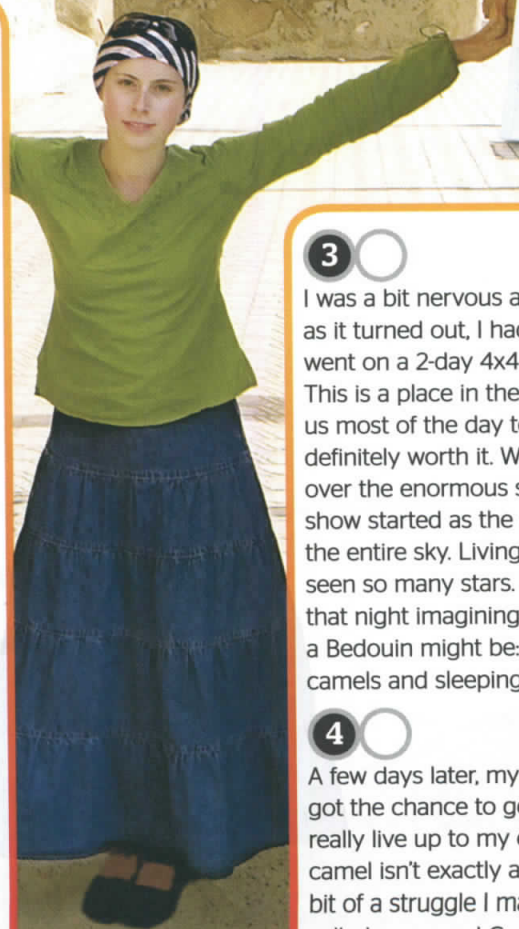 3
I was a bit nervous a
as it turned out, I had
went on a 2-day 4x4
This is a place in the
us most of the day to
definitely worth it. W
over the enormous s
show started as the
the entire sky. Living
seen so many stars.
that night imagining
a Bedouin might be:
camels and sleeping
4
A few days later, my
got the chance to go
really live up to my
camel isn't exactly a
bit of a struggle I ma